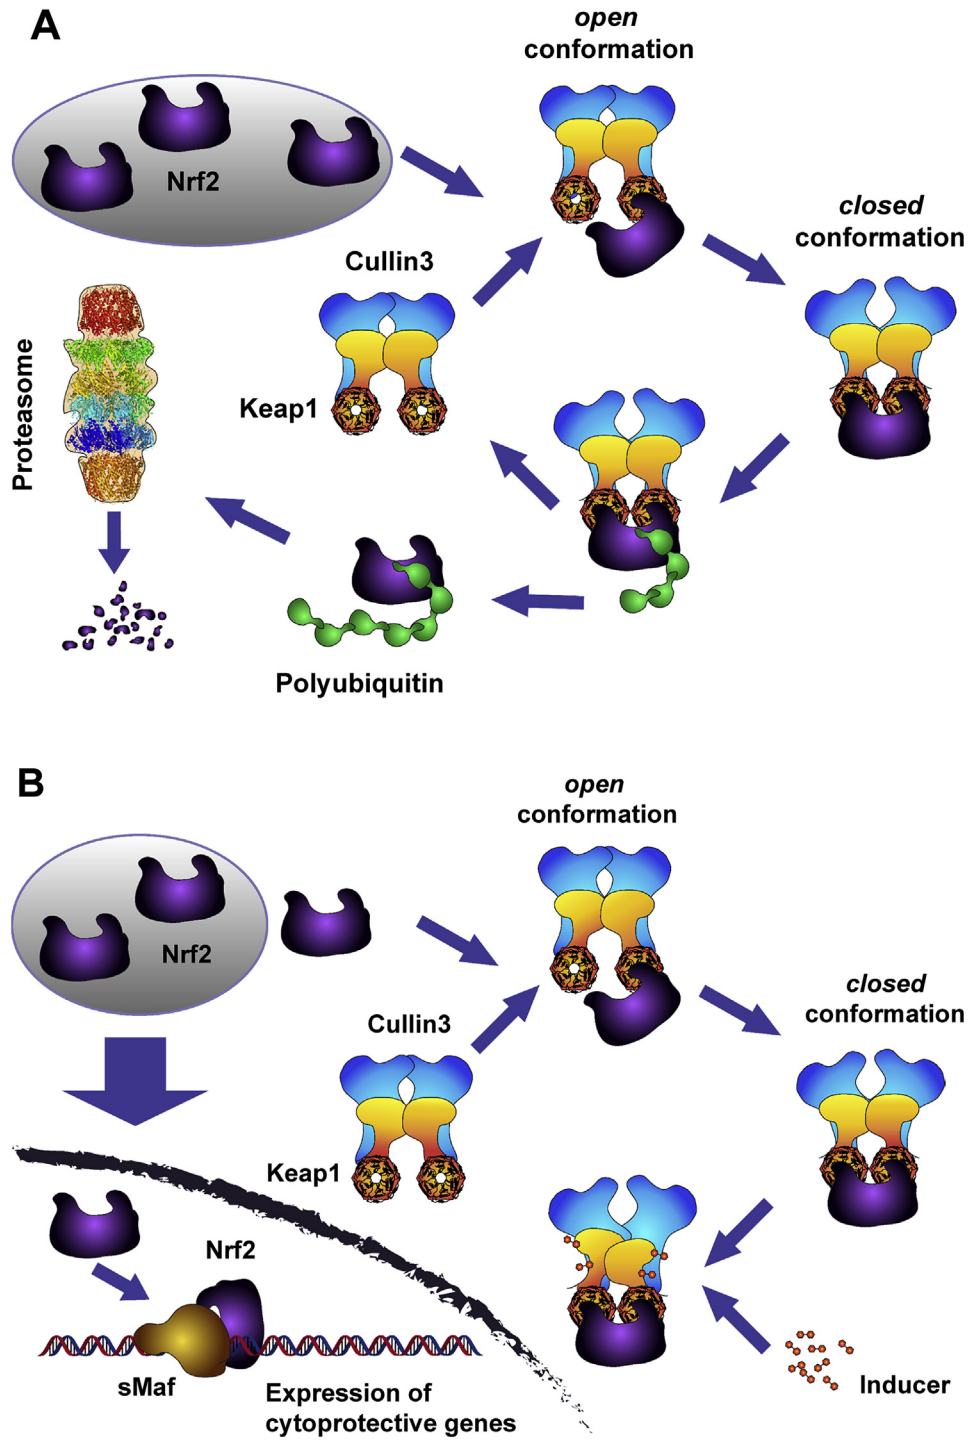 A
open
conformation
Nrf2
closed
conformation
Cullin3
Proteasome
Keap1
Polyubiquitin
B
open
conformation
Nrf2
closed
conformation
Cullin3
Keap1
Nrf2
sMaf
Expression of
cytoprotective genes
Inducer